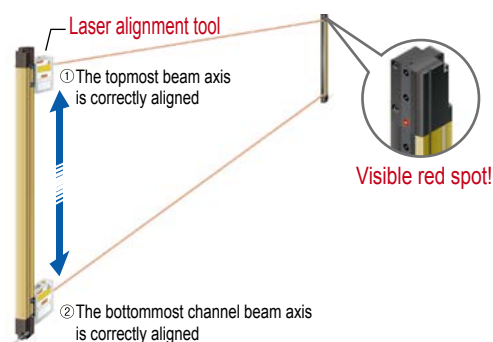 Laser alignment tool
①The topmost beam axis
is correctly aligned
Visible red spot!
②The bottommost channel beam axis
is correctly aligned